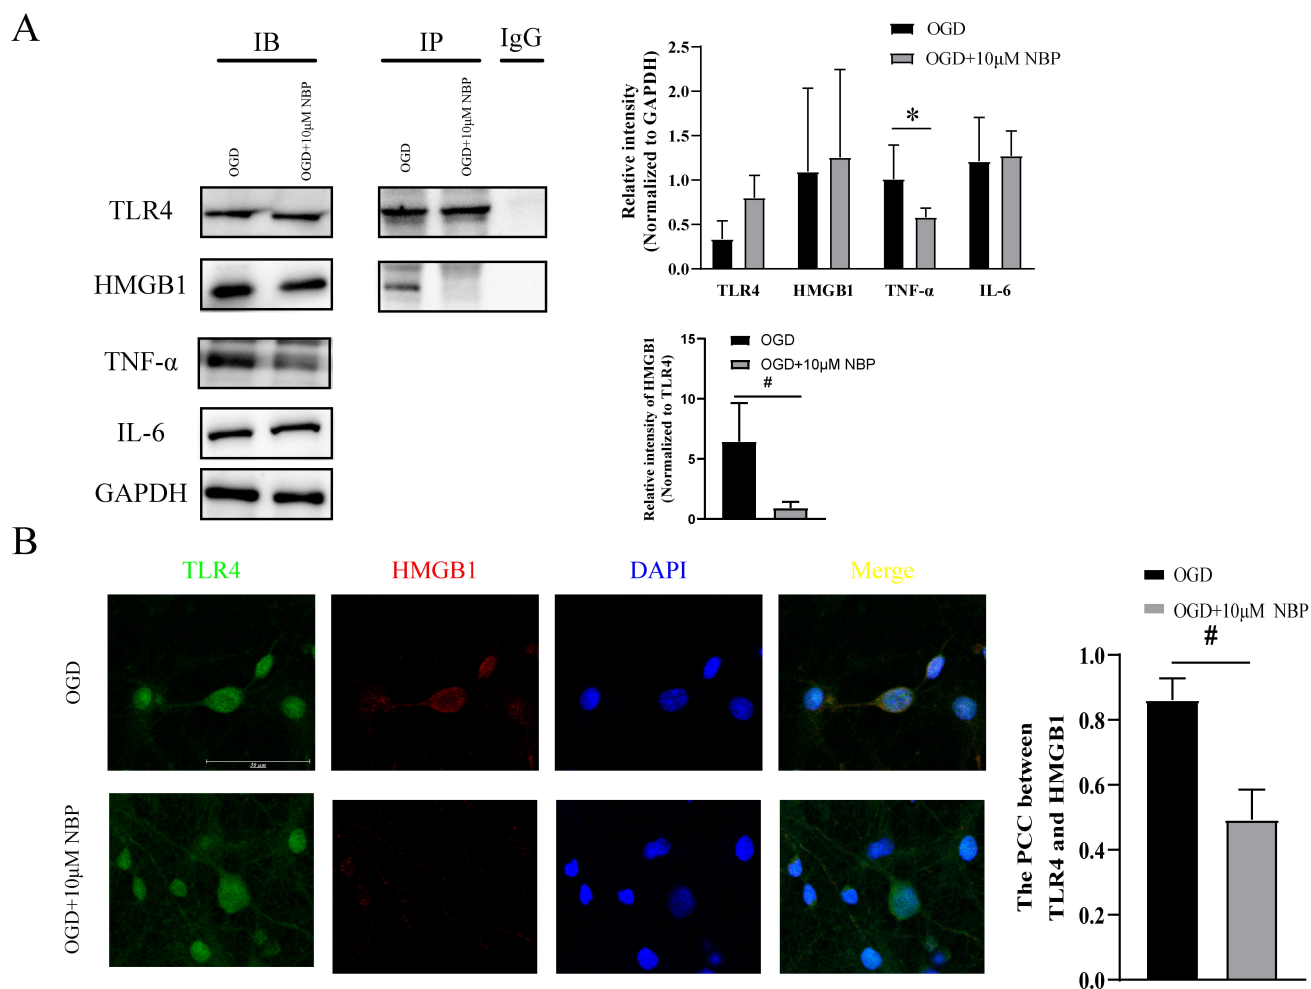 A
IB
IP
IgG
OGD
OGD+10μM NBP
OGD
OGD+10μM NBP
TLR4
HMGB1
TNF-α
IL-6
GAPDH
OGD
OGD+10μM NBP
Relative intensity
(Normalized to GAPDH)
2.5
2.0
1.5
1.0
0.5
0.0
*
TLR4
HMGB1
TNF-α
IL-6
OGD
OGD+10μM NBP
#
Relative intensity of HMGB1
(Normalized to TLR4)
15
10
5
0
B
TLR4
HMGB1
DAPI
Merge
OGD
OGD+10μM NBP
OGD
OGD+10μM NBP
#
The PCC between
TLR4 and HMGB1
1.0
0.8
0.6
0.4
0.2
0.0